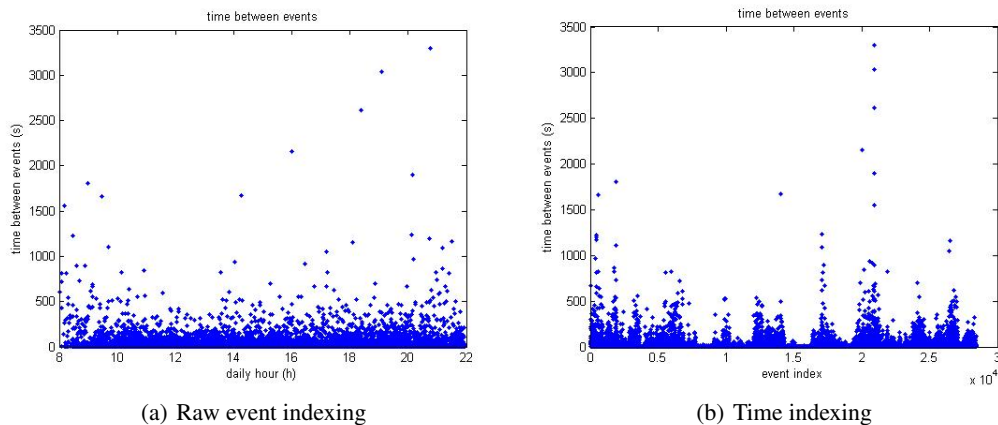 time between events
3500
3000
2500
2000
1500
1000
500
0
time between events (s)
8 10 12 14 16 18 20 22
daily hour (h)
(a) Raw event indexing
time between events
3500
3000
2500
2000
1500
1000
500
0
time between events (s)
0 0.5 1 1.5 2 2.5 3
x 10⁴
event index
(b) Time indexing